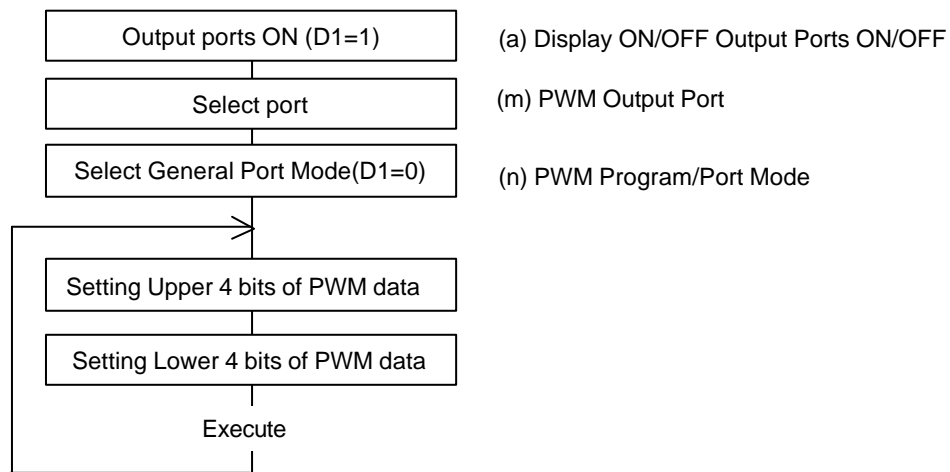 Output ports ON (D1=1)
(a) Display ON/OFF Output Ports ON/OFF
Select port
(m) PWM Output Port
Select General Port Mode(D1=0)
(n) PWM Program/Port Mode
Setting Upper 4 bits of PWM data
Setting Lower 4 bits of PWM data
Execute